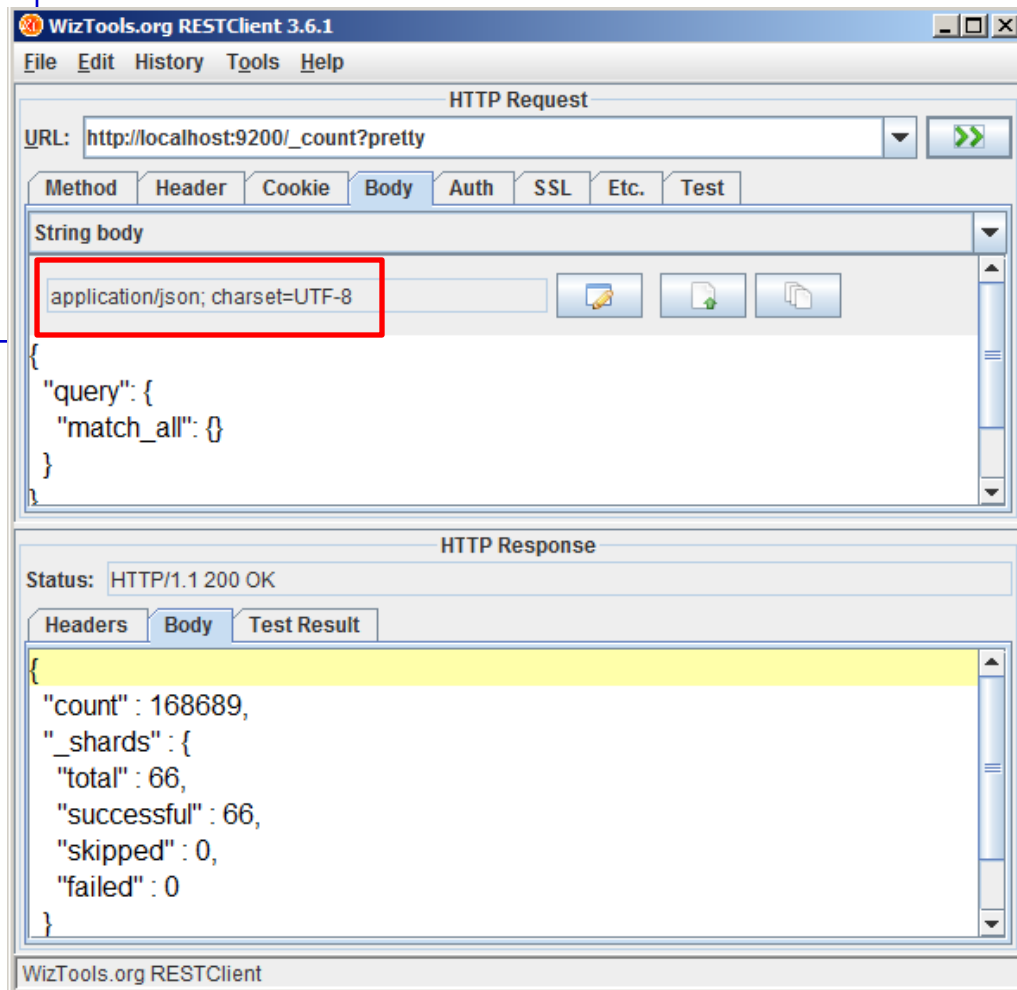 WizTools.org RESTClient 3.6.1
File Edit History Tools Help
HTTP Request
URL: http://localhost:9200/_count?pretty
Method Header Cookie Body Auth SSL Etc. Test
String body
application/json; charset=UTF-8
{
"query": {
"match_all": {}
}
}
HTTP Response
Status: HTTP/1.1 200 OK
Headers Body Test Result
{
"count" : 168689,
"_shards" : {
"total" : 66,
"successful" : 66,
"skipped" : 0,
"failed" : 0
}
WizTools.org RESTClient